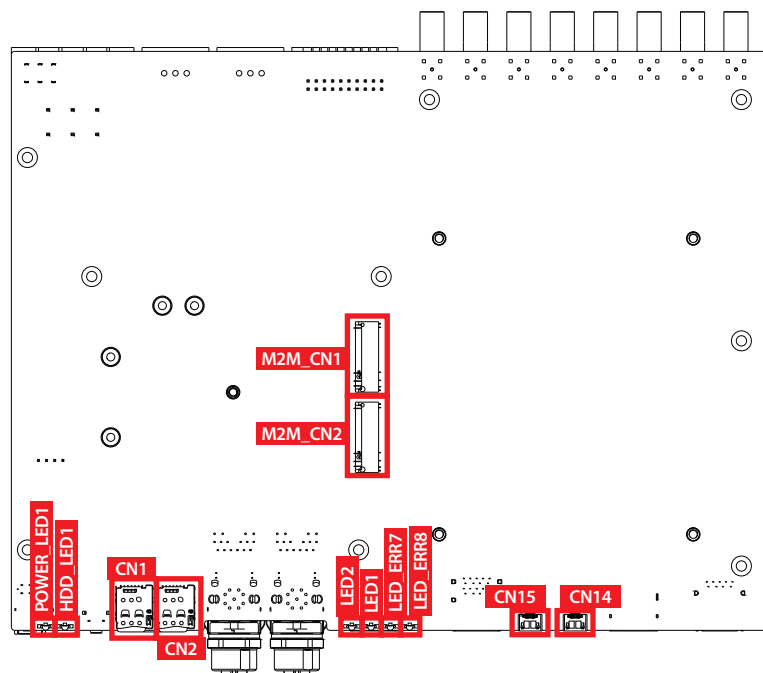 M2M_CN1
M2M_CN2
POWER_LED1
HDD_LED1
CN1
CN2
LED2
LED1
LED_ERR7
LED_ERR8
CN15
CN14